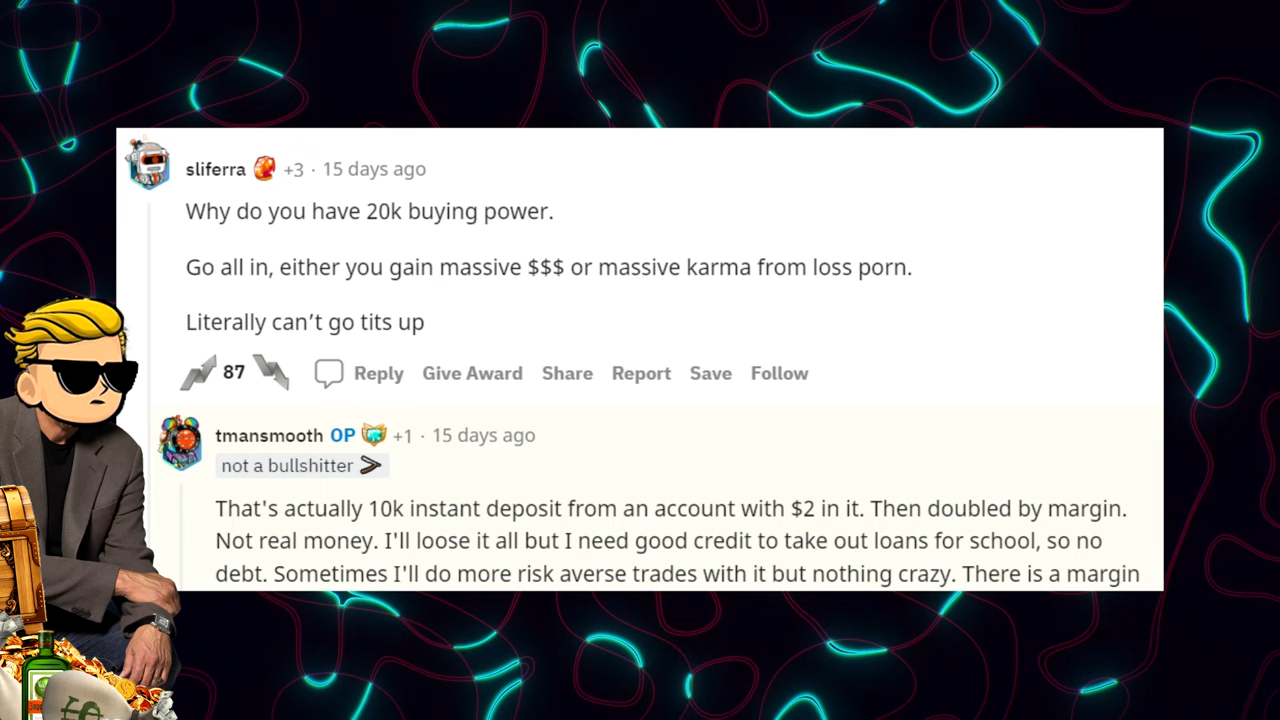 sliferra +3 · 15 days ago
Why do you have 20k buying power.
Go all in, either you gain massive $$$ or massive karma from loss porn.
Literally can’t go tits up
87 Reply Give Award Share Report Save Follow
tmansmooth OP +1 · 15 days ago
not a bullshitter
That's actually 10k instant deposit from an account with $2 in it. Then doubled by margin.
Not real money. I'll loose it all but I need good credit to take out loans for school, so no
debt. Sometimes I'll do more risk averse trades with it but nothing crazy. There is a margin
$